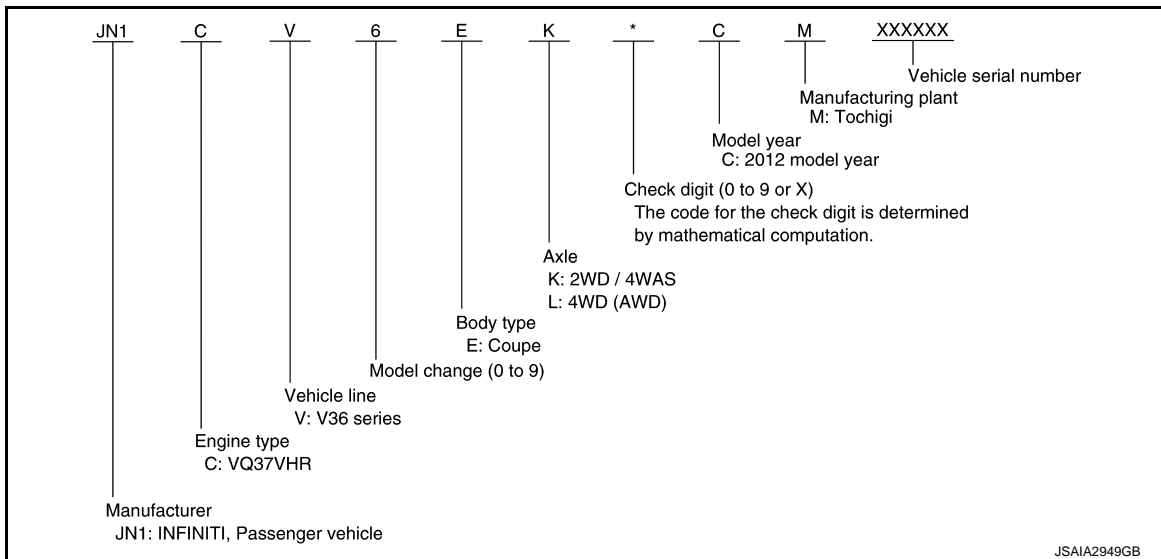 JN1 C V 6 E K * C M XXXXXX
Vehicle serial number
Manufacturing plant
M: Tochigi
Model year
C: 2012 model year
Check digit (0 to 9 or X)
The code for the check digit is determined
by mathematical computation.
Axle
K: 2WD / 4WAS
L: 4WD (AWD)
Body type
E: Coupe
Model change (0 to 9)
Vehicle line
V: V36 series
Engine type
C: VQ37VHR
Manufacturer
JN1: INFINITI, Passenger vehicle
JSAIA2949GB